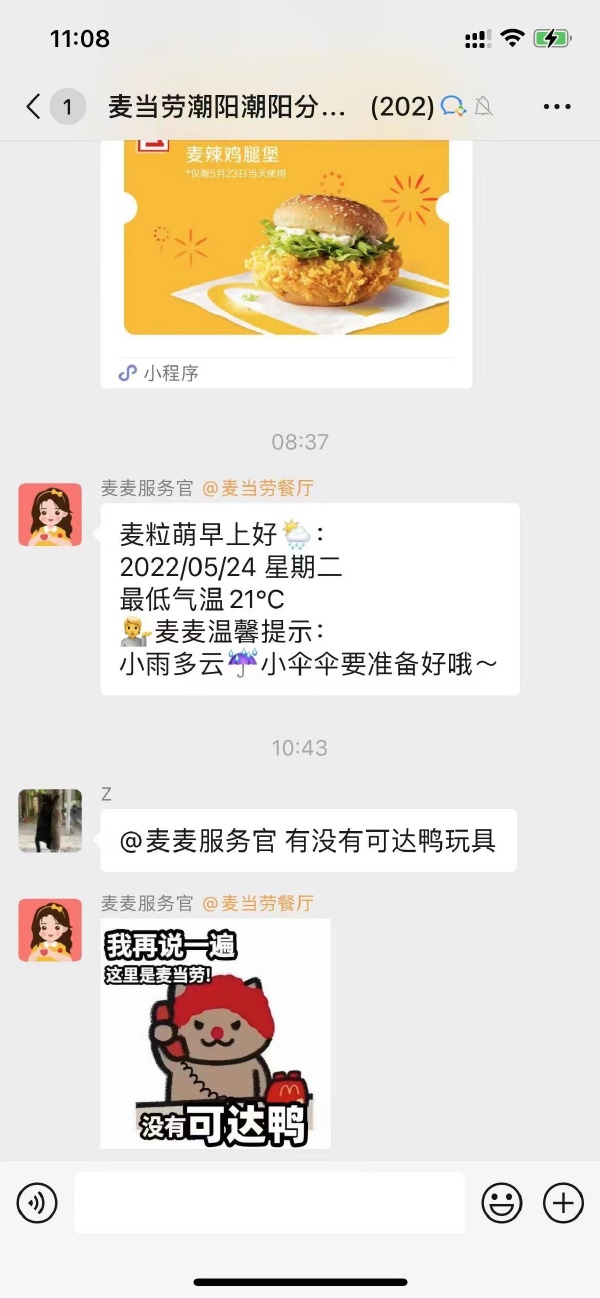 11:08
1
麦当劳潮阳潮阳分... (202)
麦辣鸡腿堡
*仅限5月23日当天使用
小程序
08:37
麦麦服务官 @麦当劳餐厅
麦粒萌早上好🌦️：
2022/05/24 星期二
最低气温 21℃
💁麦麦温馨提示：
小雨多云☔小伞伞要准备好哦～
10:43
Z
@麦麦服务官 有没有可达鸭玩具
麦麦服务官 @麦当劳餐厅
我再说一遍
这里是麦当劳!
没有可达鸭